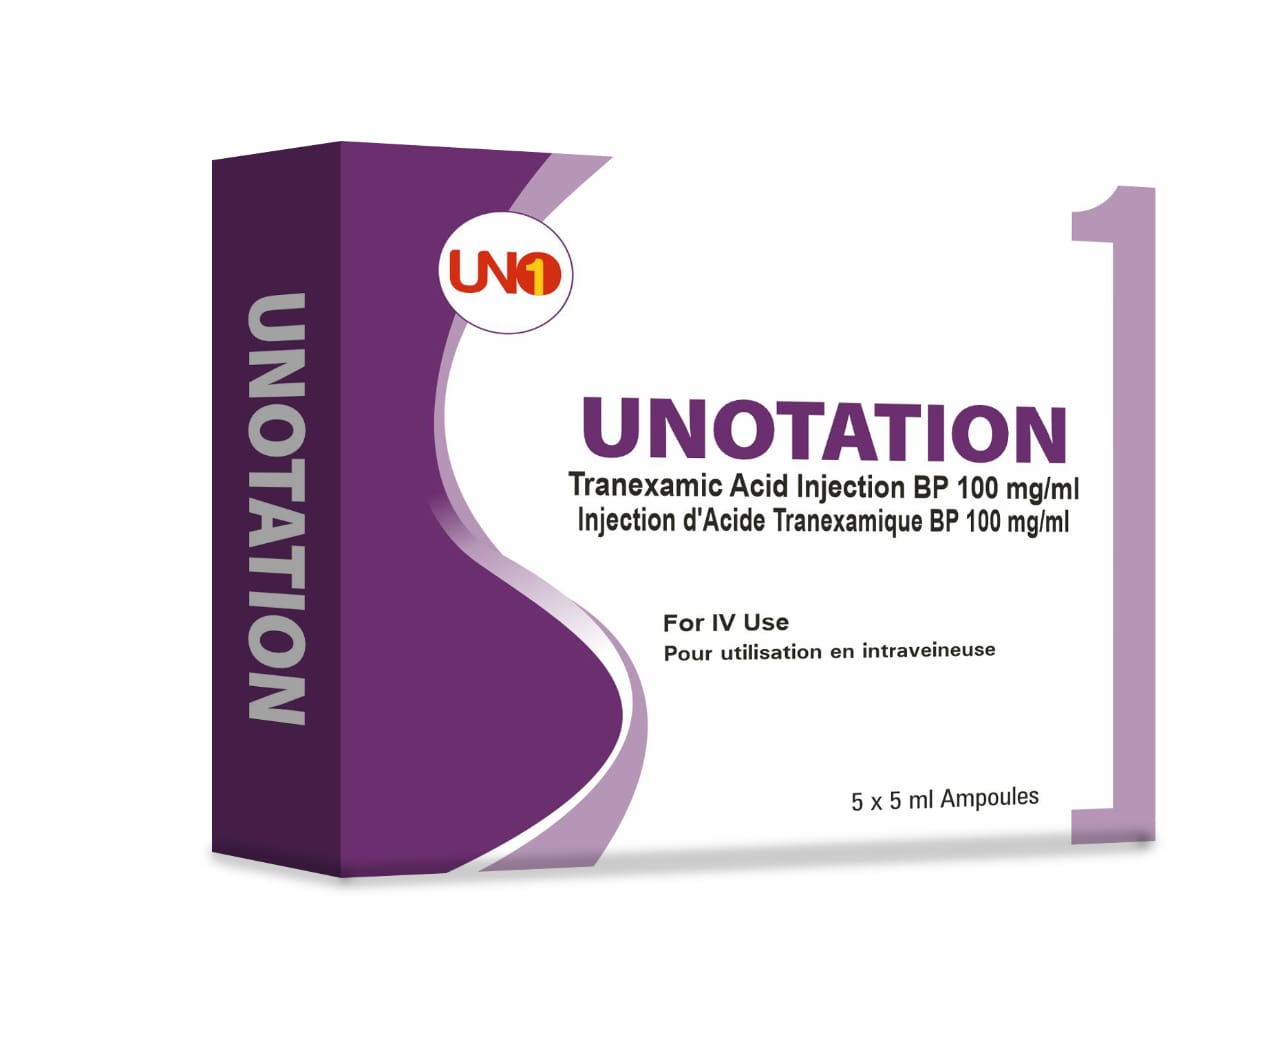 UNOTATION
UNO1
UNOTATION
Tranexamic Acid Injection BP 100 mg/ml
Injection d'Acide Tranexamique BP 100 mg/ml
For IV Use
Pour utilisation en intraveineuse
5 x 5 ml Ampoules
1